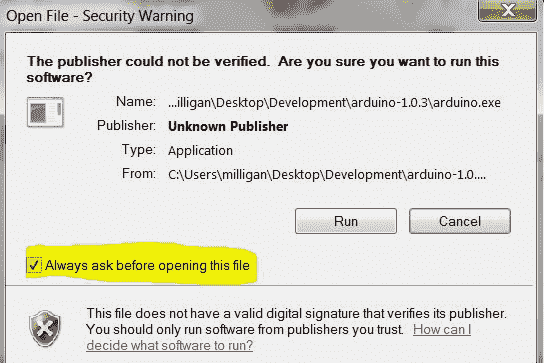 Open File - Security Warning
The publisher could not be verified.  Are you sure you want to run this
software?
Name: ...illigan\Desktop\Development\arduino-1.0.3\arduino.exe
Publisher: Unknown Publisher
Type: Application
From: C:\Users\milligan\Desktop\Development\arduino-1.0....
Run Cancel
Always ask before opening this file
This file does not have a valid digital signature that verifies its publisher.
You should only run software from publishers you trust.  How can I
decide what software to run?